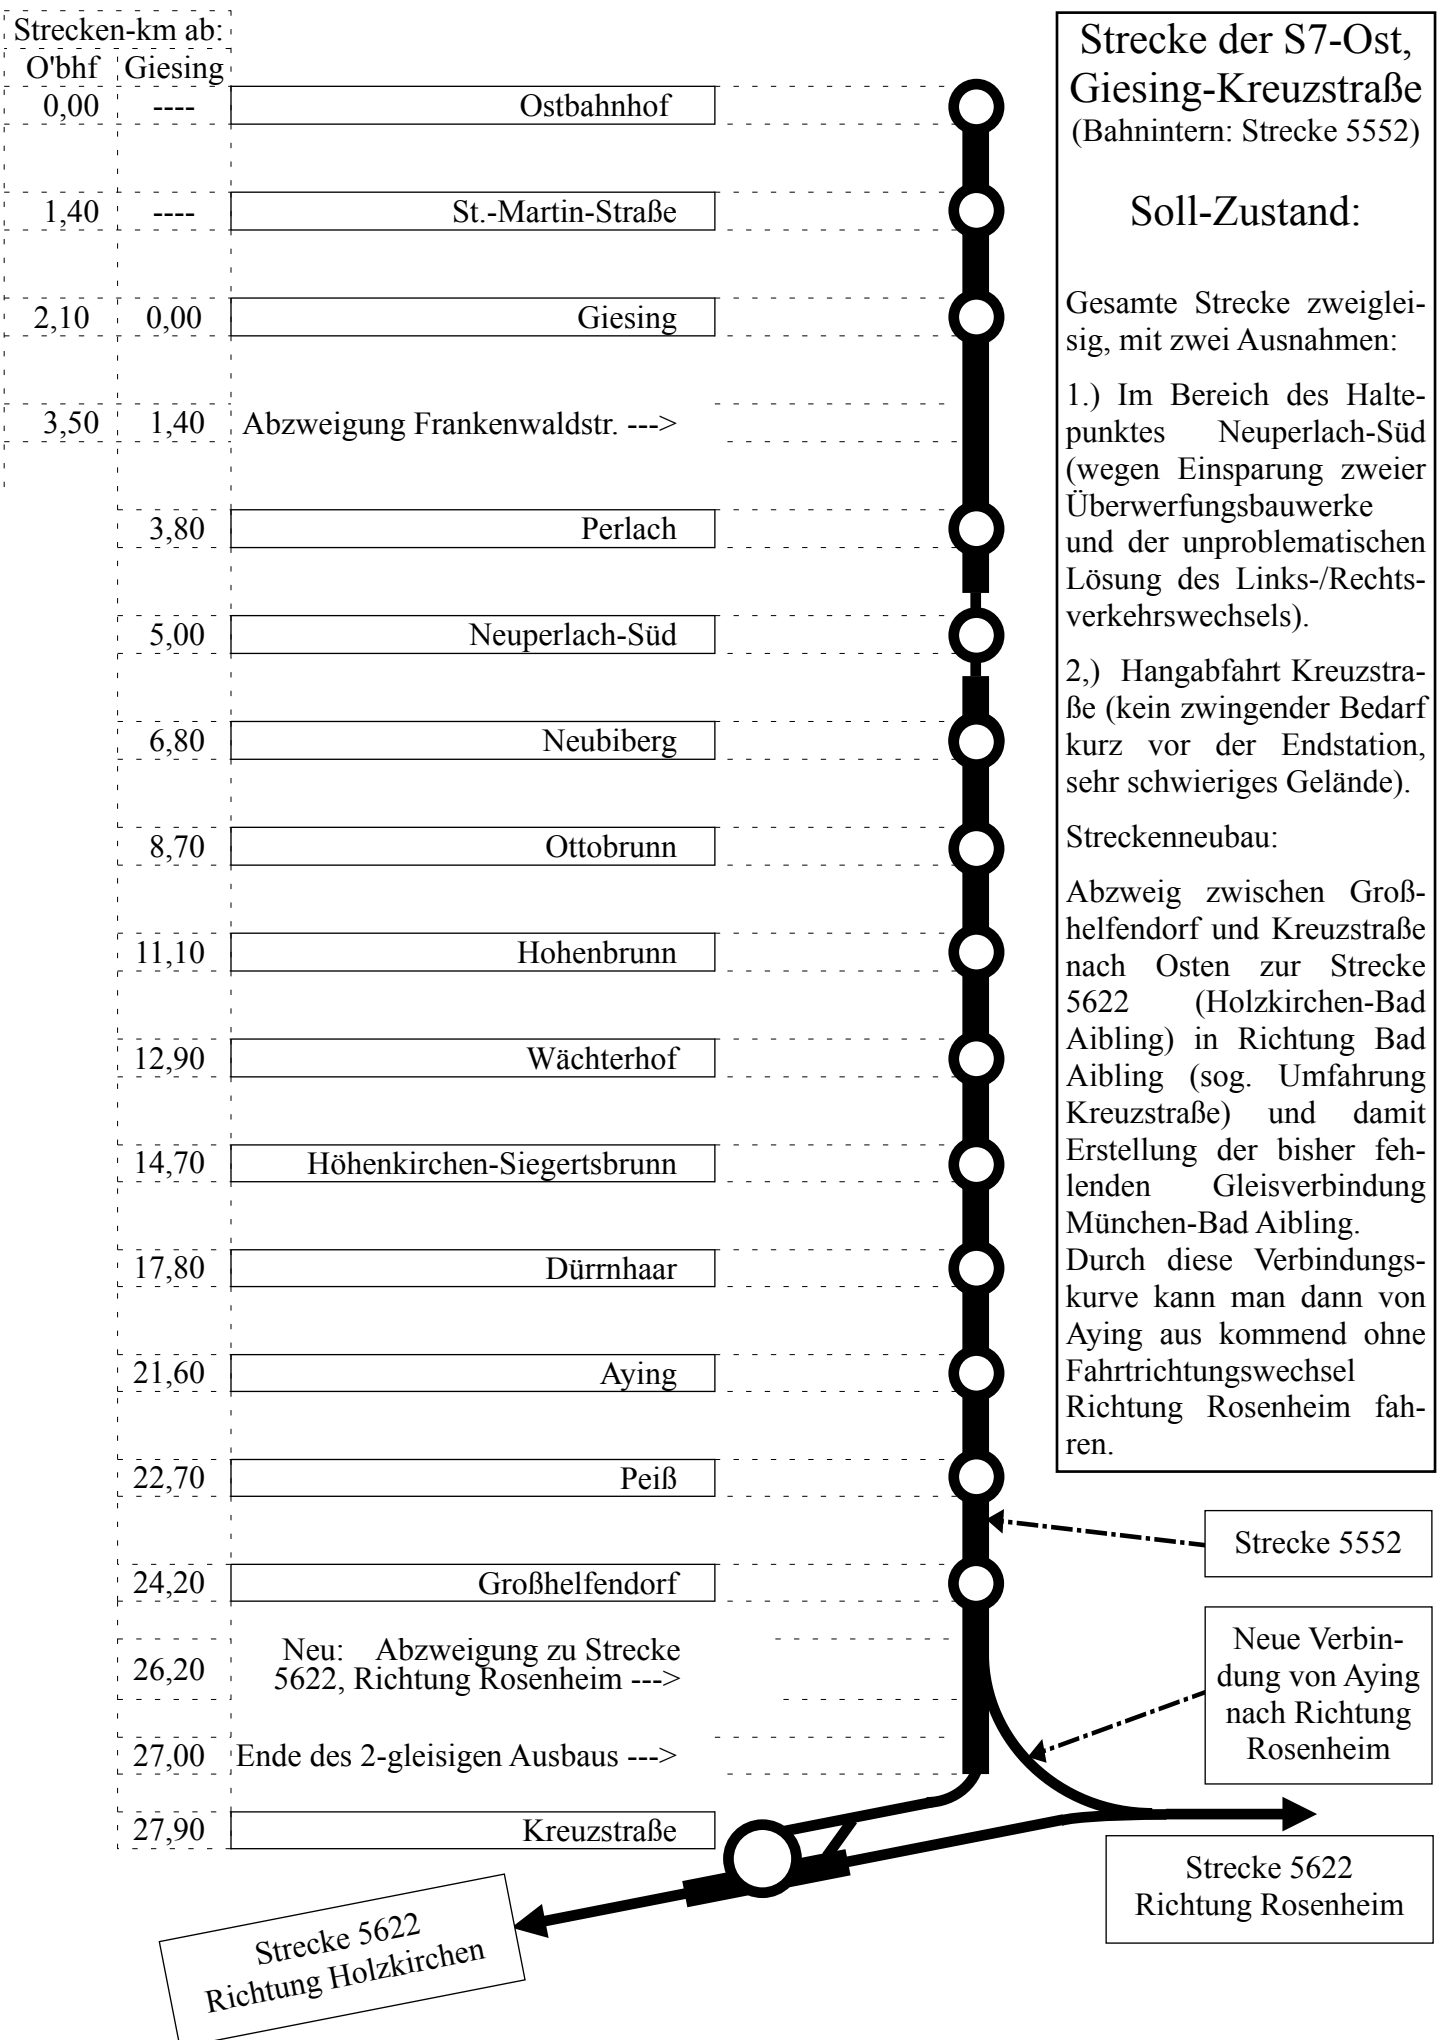 Strecken-km ab:
O'bhf Giesing
0,00 ---- Ostbahnhof
1,40 ---- St.-Martin-Straße
2,10 0,00 Giesing
3,50 1,40 Abzweigung Frankenwaldstr. --->
3,80 Perlach
5,00 Neuperlach-Süd
6,80 Neubiberg
8,70 Ottobrunn
11,10 Hohenbrunn
12,90 Wächterhof
14,70 Höhenkirchen-Siegertsbrunn
17,80 Dürrnhaar
21,60 Aying
22,70 Peiß
24,20 Großhelfendorf
26,20 Neu: Abzweigung zu Strecke
5622, Richtung Rosenheim --->
27,00 Ende des 2-gleisigen Ausbaus --->
27,90 Kreuzstraße
Strecke 5622
Richtung Holzkirchen
Strecke der S7-Ost,
Giesing-Kreuzstraße
(Bahnintern: Strecke 5552)
Soll-Zustand:
Gesamte Strecke zweiglei-
sig, mit zwei Ausnahmen:
1.) Im Bereich des Halte-
punktes Neuperlach-Süd
(wegen Einsparung zweier
Überwerfungsbauwerke
und der unproblematischen
Lösung des Links-/Rechts-
verkehrswechsels).
2,) Hangabfahrt Kreuzstra-
ße (kein zwingender Bedarf
kurz vor der Endstation,
sehr schwieriges Gelände).
Streckenneubau:
Abzweig zwischen Groß-
helfendorf und Kreuzstraße
nach Osten zur Strecke
5622 (Holzkirchen-Bad
Aibling) in Richtung Bad
Aibling (sog. Umfahrung
Kreuzstraße) und damit
Erstellung der bisher feh-
lenden Gleisverbindung
München-Bad Aibling.
Durch diese Verbindungs-
kurve kann man dann von
Aying aus kommend ohne
Fahrtrichtungswechsel
Richtung Rosenheim fah-
ren.
Strecke 5552
Neue Verbin-
dung von Aying
nach Richtung
Rosenheim
Strecke 5622
Richtung Rosenheim